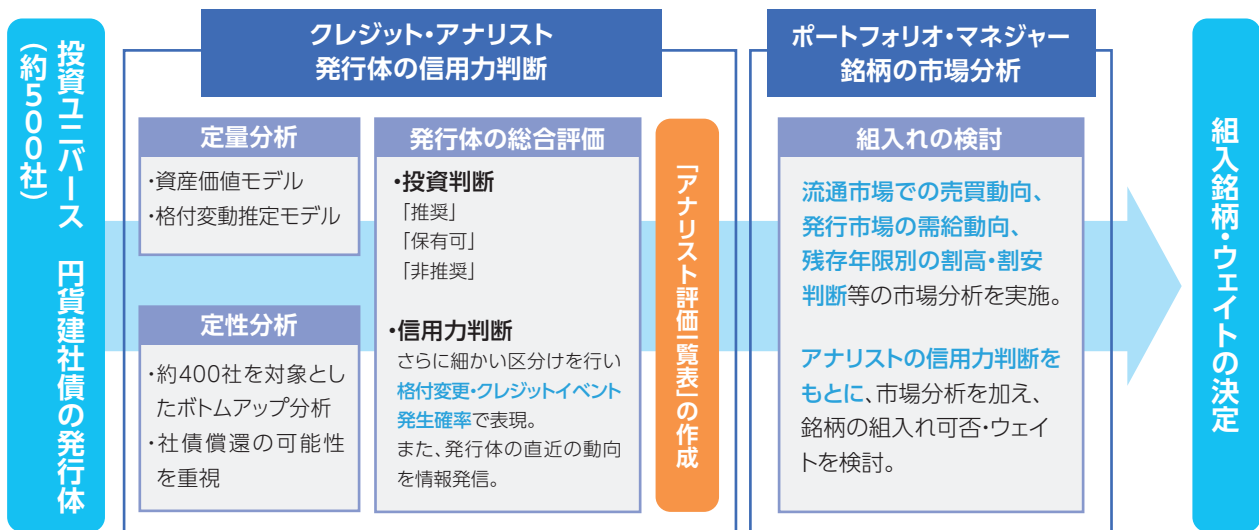 投資ユニバース　円貨建社債の発行体
（約500社）
クレジット・アナリスト
発行体の信用力判断
定量分析
・資産価値モデル
・格付変動推定モデル
定性分析
・約400社を対象とし
たボトムアップ分析
・社債償還の可能性
を重視
発行体の総合評価
・投資判断
「推奨」
「保有可」
「非推奨」
・信用力判断
さらに細かい区分けを行い
格付変更・クレジットイベント
発生確率で表現。
また、発行体の直近の動向
を情報発信。
「アナリスト評価一覧表」の作成
ポートフォリオ・マネジャー
銘柄の市場分析
組入れの検討
流通市場での売買動向、
発行市場の需給動向、
残存年限別の割高・割安
判断等の市場分析を実施。
アナリストの信用力判断を
もとに、市場分析を加え、
銘柄の組入れ可否・ウェイ
トを検討。
組入銘柄・ウェイトの決定